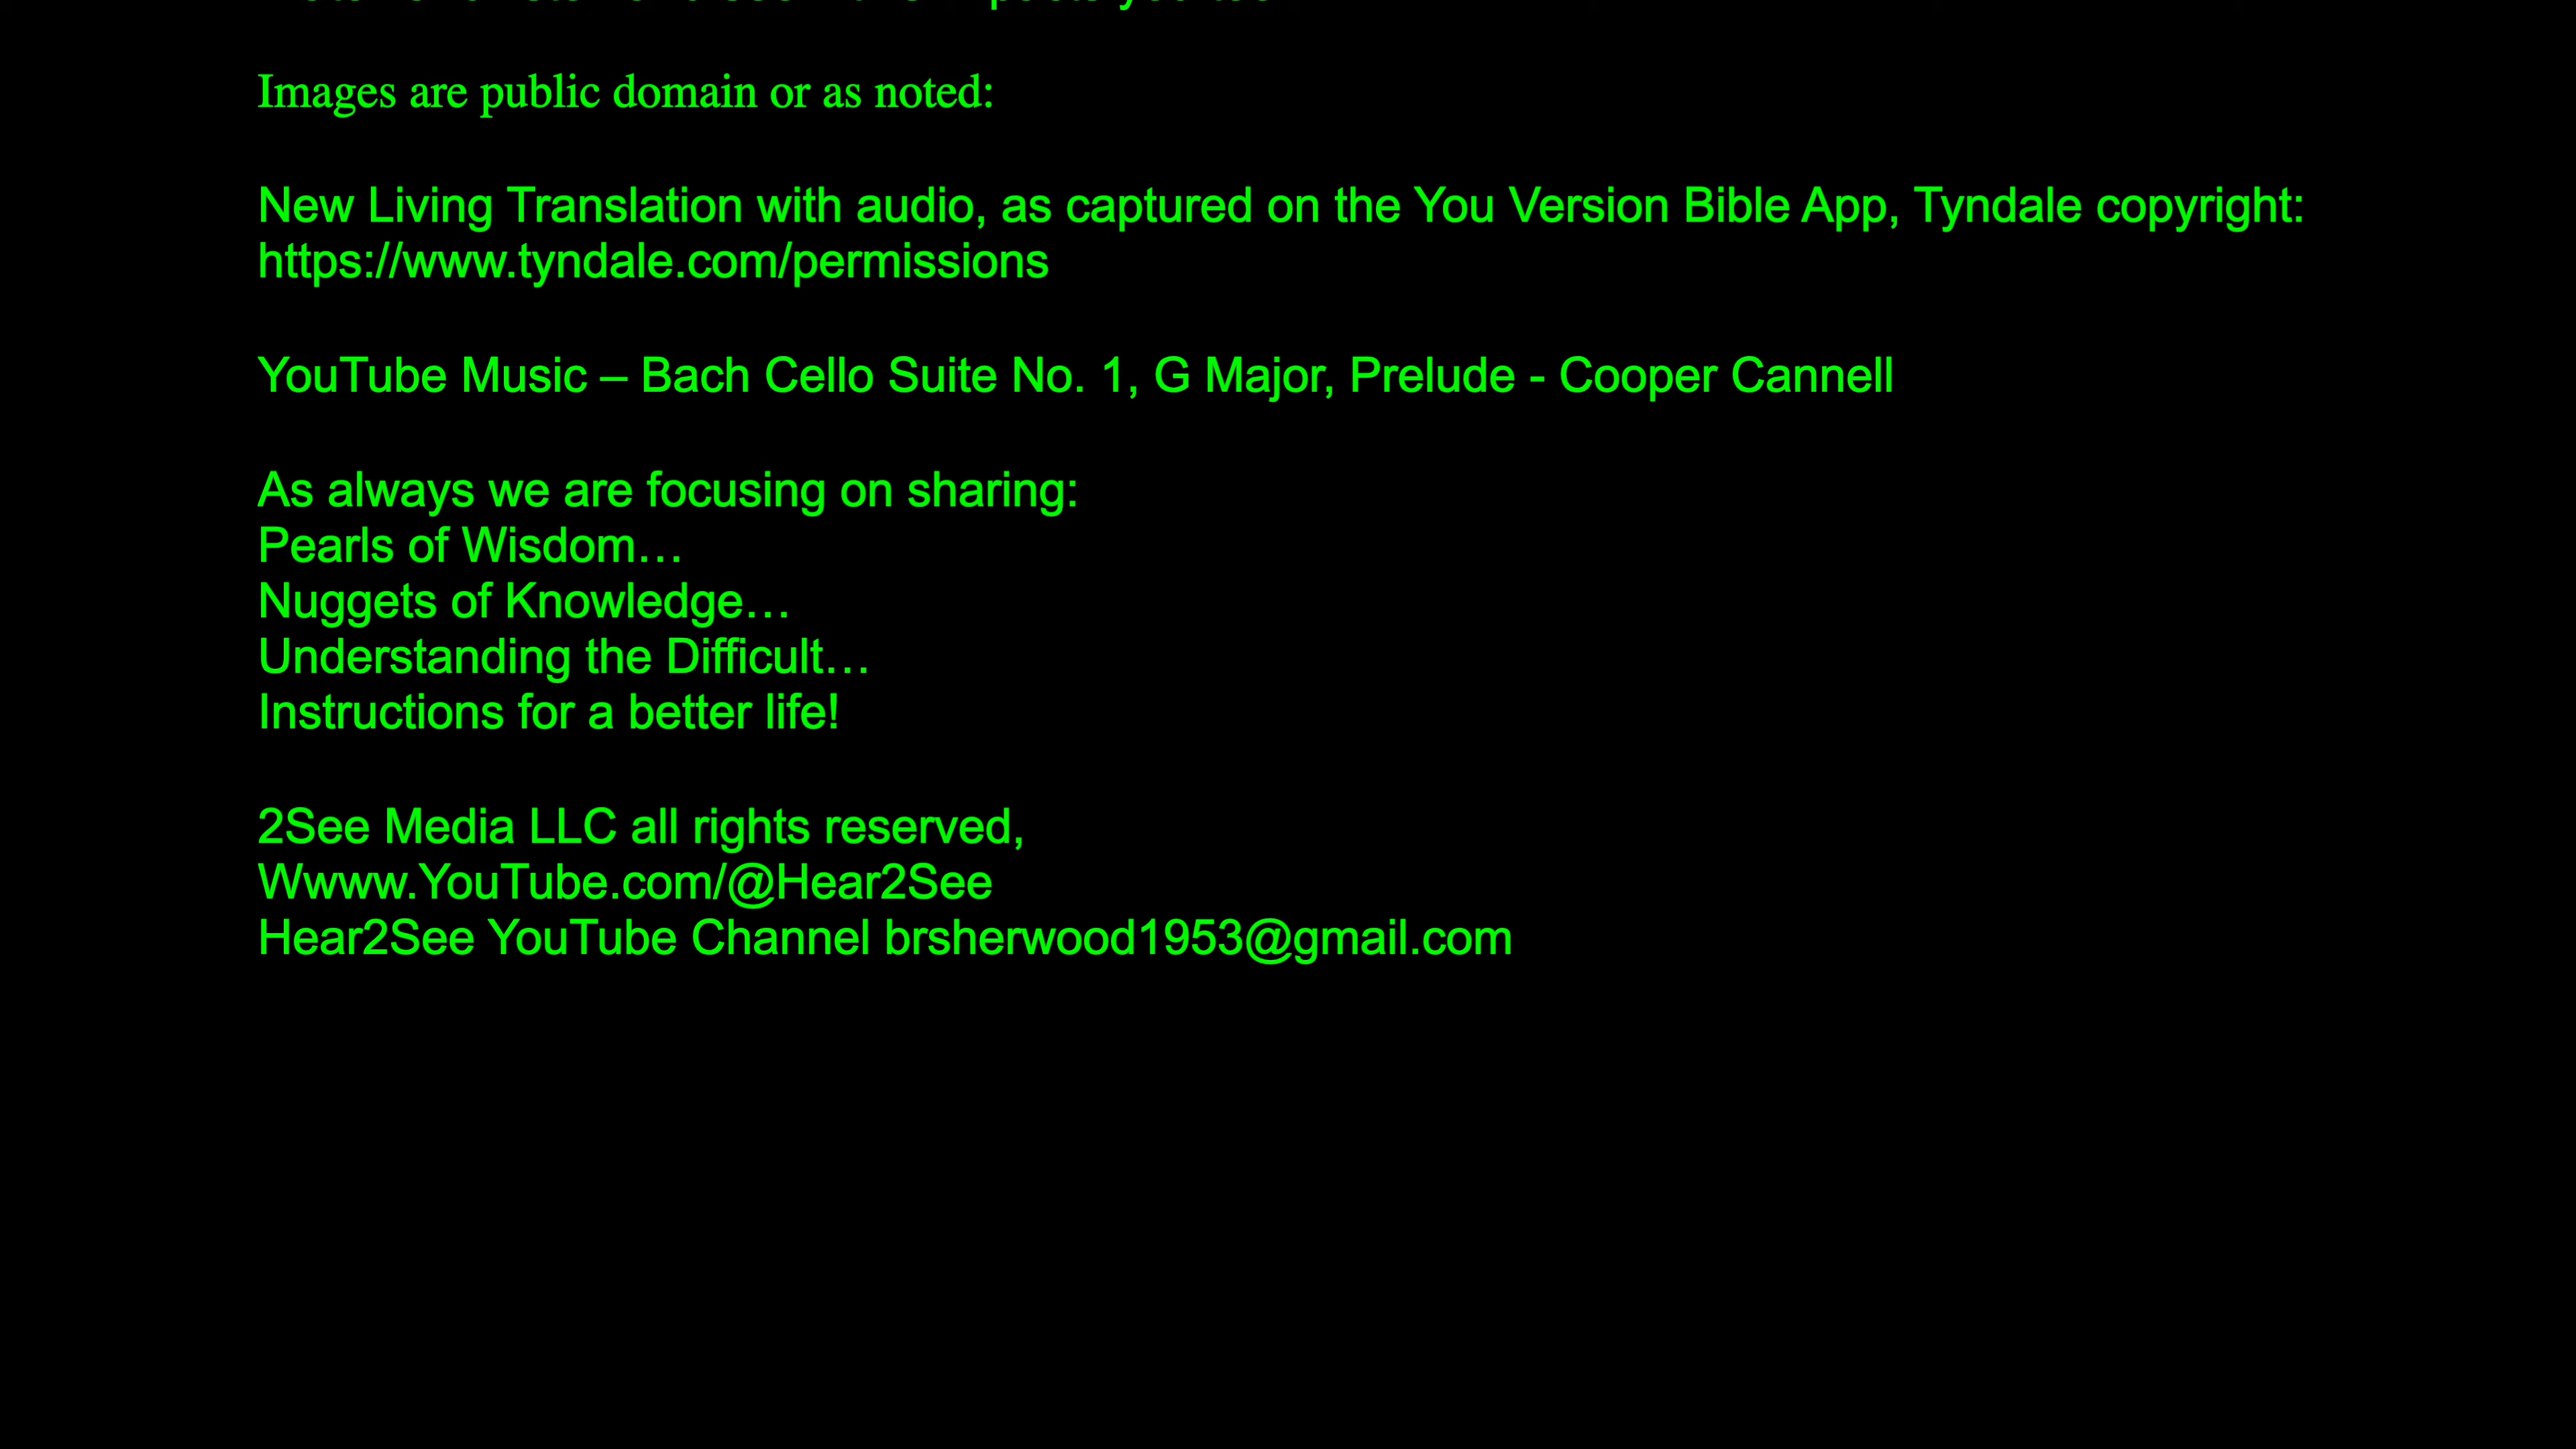 Images are public domain or as noted:
New Living Translation with audio, as captured on the You Version Bible App, Tyndale copyright:
https://www.tyndale.com/permissions
YouTube Music – Bach Cello Suite No. 1, G Major, Prelude - Cooper Cannell
As always we are focusing on sharing:
Pearls of Wisdom…
Nuggets of Knowledge…
Understanding the Difficult…
Instructions for a better life!
2See Media LLC all rights reserved,
Wwww.YouTube.com/@Hear2See
Hear2See YouTube Channel brsherwood1953@gmail.com